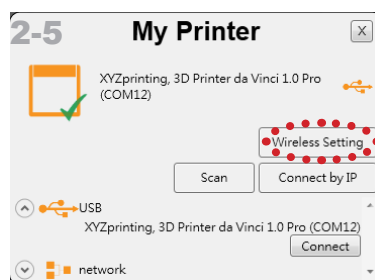 2-5
My Printer
X
XYZprinting, 3D Printer da Vinci 1.0 Pro
(COM12)
Wireless Setting
Scan
Connect by IP
USB
XYZprinting, 3D Printer da Vinci 1.0 Pro (COM12)
Connect
network